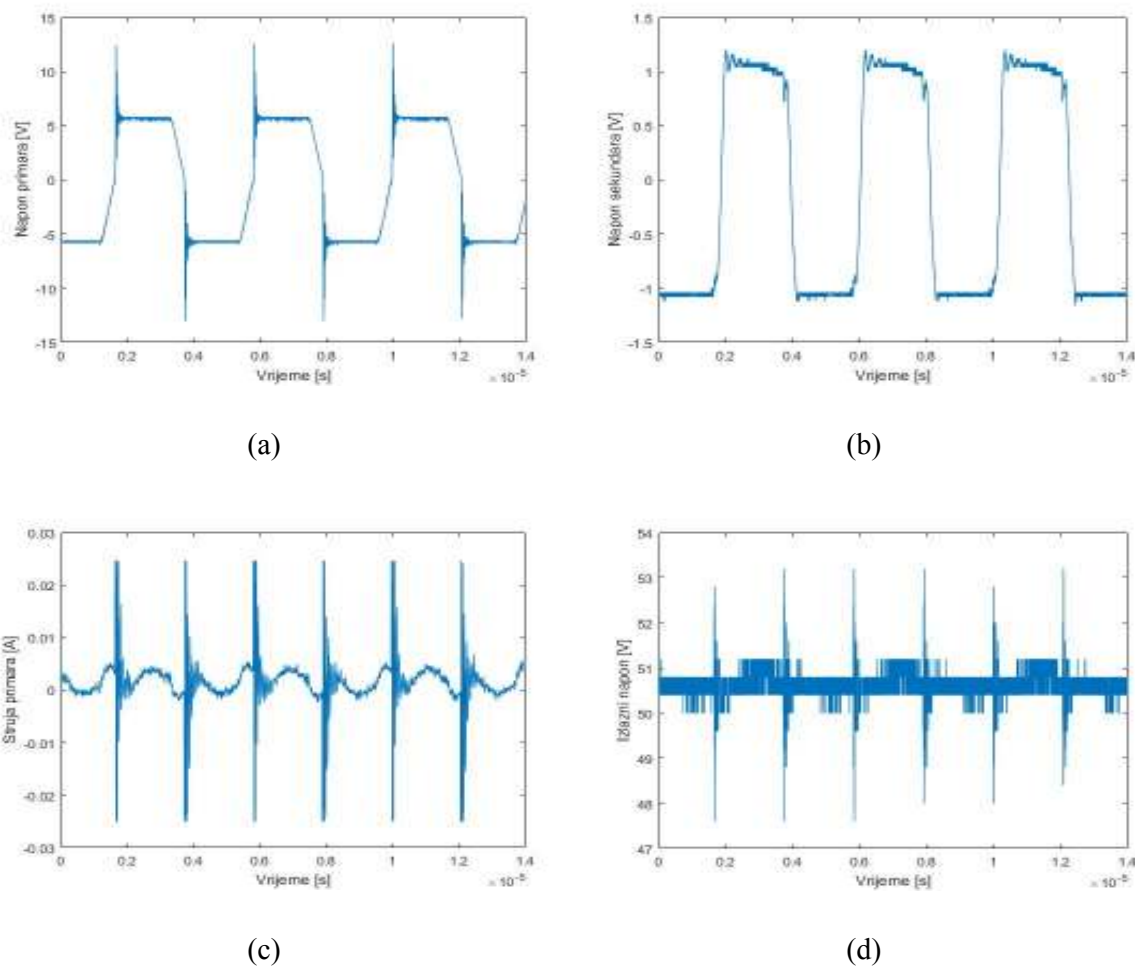 15
10
5
0
-5
-10
-15
Napon primara [V]
0 0.2 0.4 0.6 0.8 1 1.2 1.4
Vrijeme [s]
× 10⁻⁵
(a)
1.5
1
0.5
0
-0.5
-1
-1.5
Napon sekundara [V]
0 0.2 0.4 0.6 0.8 1 1.2 1.4
Vrijeme [s]
× 10⁻⁵
(b)
0.03
0.02
0.01
0
-0.01
-0.02
-0.03
Struja primara [A]
0 0.2 0.4 0.6 0.8 1 1.2 1.4
Vrijeme [s]
× 10⁻⁵
(c)
54
53
52
51
50
49
48
47
Izlazni napon [V]
0 0.2 0.4 0.6 0.8 1 1.2 1.4
Vrijeme [s]
× 10⁻⁵
(d)